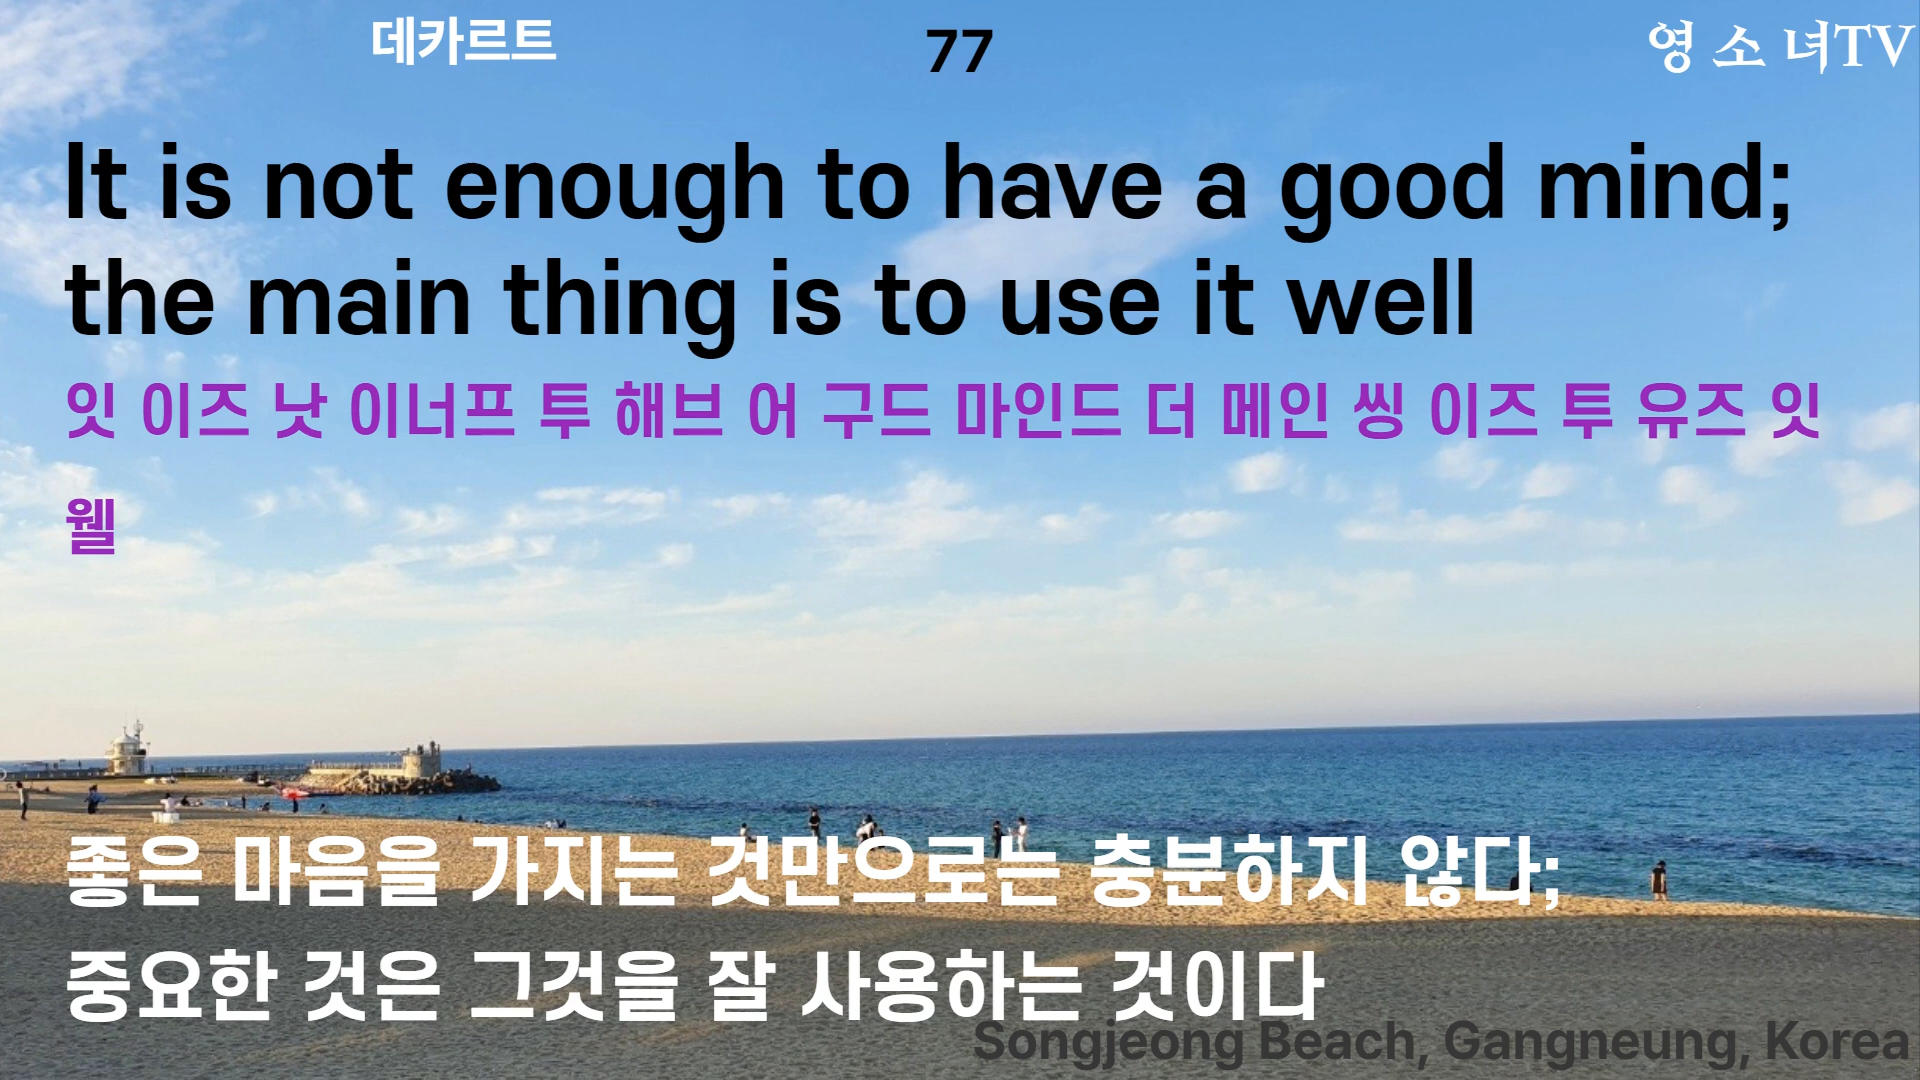 데카르트
77
영 소 녀TV
It is not enough to have a good mind;
the main thing is to use it well
잇 이즈 낫 이너프 투 해브 어 구드 마인드 더 메인 씽 이즈 투 유즈 잇
웰
좋은 마음을 가지는 것만으로는 충분하지 않다;
중요한 것은 그것을 잘 사용하는 것이다
Songjeong Beach, Gangneung, Korea